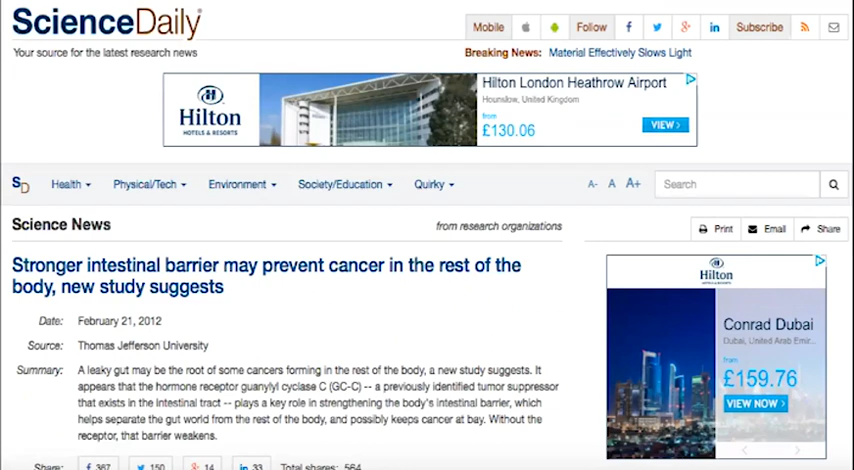 ScienceDaily®
Mobile Follow Subscribe
Your source for the latest research news
Breaking News: Material Effectively Slows Light
Hilton
HOTELS & RESORTS
Hilton London Heathrow Airport
Hounslow, United Kingdom
from
£130.06
VIEW ›
SD Health Physical/Tech Environment Society/Education Quirky A- A A+ Search
Science News
from research organizations
Print Email Share
Stronger intestinal barrier may prevent cancer in the rest of the
body, new study suggests
Date: February 21, 2012
Source: Thomas Jefferson University
Summary: A leaky gut may be the root of some cancers forming in the rest of the body, a new study suggests. It
appears that the hormone receptor guanylyl cyclase C (GC-C) -- a previously identified tumor suppressor
that exists in the intestinal tract -- plays a key role in strengthening the body's intestinal barrier, which
helps separate the gut world from the rest of the body, and possibly keeps cancer at bay. Without the
receptor, that barrier weakens.
Share: 367 150 14 33 Total shares: 564
Hilton
HOTELS & RESORTS
Conrad Dubai
Dubai, United Arab Emir...
from
£159.76
VIEW NOW ›